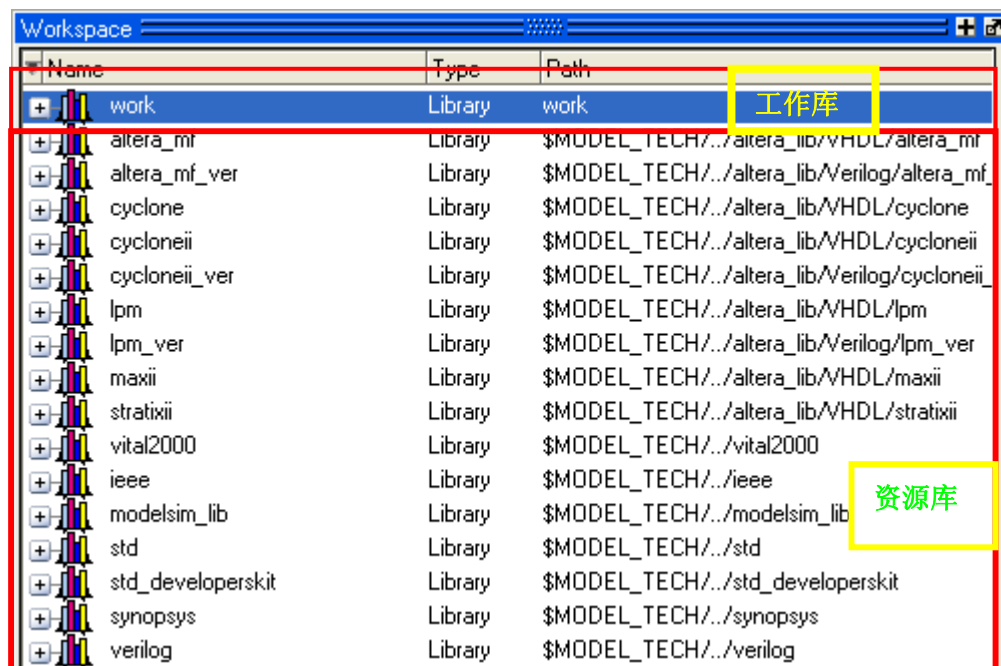 Workspace
Name Type Path
work Library work 工作库
altera_mf Library $MODEL_TECH/../altera_lib/VHDL/altera_mf
altera_mf_ver Library $MODEL_TECH/../altera_lib/Verilog/altera_mf_
cyclone Library $MODEL_TECH/../altera_lib/VHDL/cyclone
cycloneii Library $MODEL_TECH/../altera_lib/VHDL/cycloneii
cycloneii_ver Library $MODEL_TECH/../altera_lib/Verilog/cycloneii_
lpm Library $MODEL_TECH/../altera_lib/VHDL/lpm
lpm_ver Library $MODEL_TECH/../altera_lib/Verilog/lpm_ver
maxii Library $MODEL_TECH/../altera_lib/VHDL/maxii
stratixii Library $MODEL_TECH/../altera_lib/VHDL/stratixii
vital2000 Library $MODEL_TECH/../vital2000
ieee Library $MODEL_TECH/../ieee
资源库
modelsim_lib Library $MODEL_TECH/../modelsim_lib
std Library $MODEL_TECH/../std
std_developerskit Library $MODEL_TECH/../std_developerskit
synopsys Library $MODEL_TECH/../synopsys
verilog Library $MODEL_TECH/../verilog